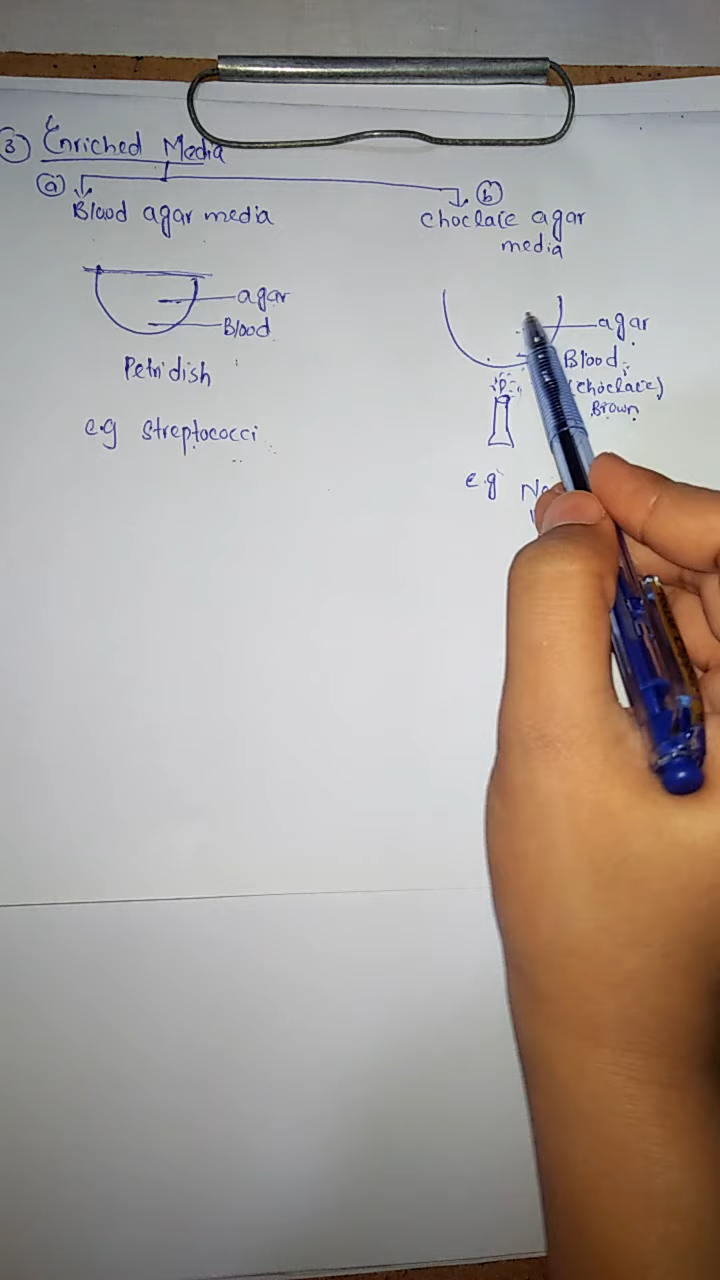 3 Enriched Media
a
Blood agar media
agar
Blood
Petridish
e.g streptococci
b
choclate agar
media
agar
Blood
(choclate)
Brown
e.g